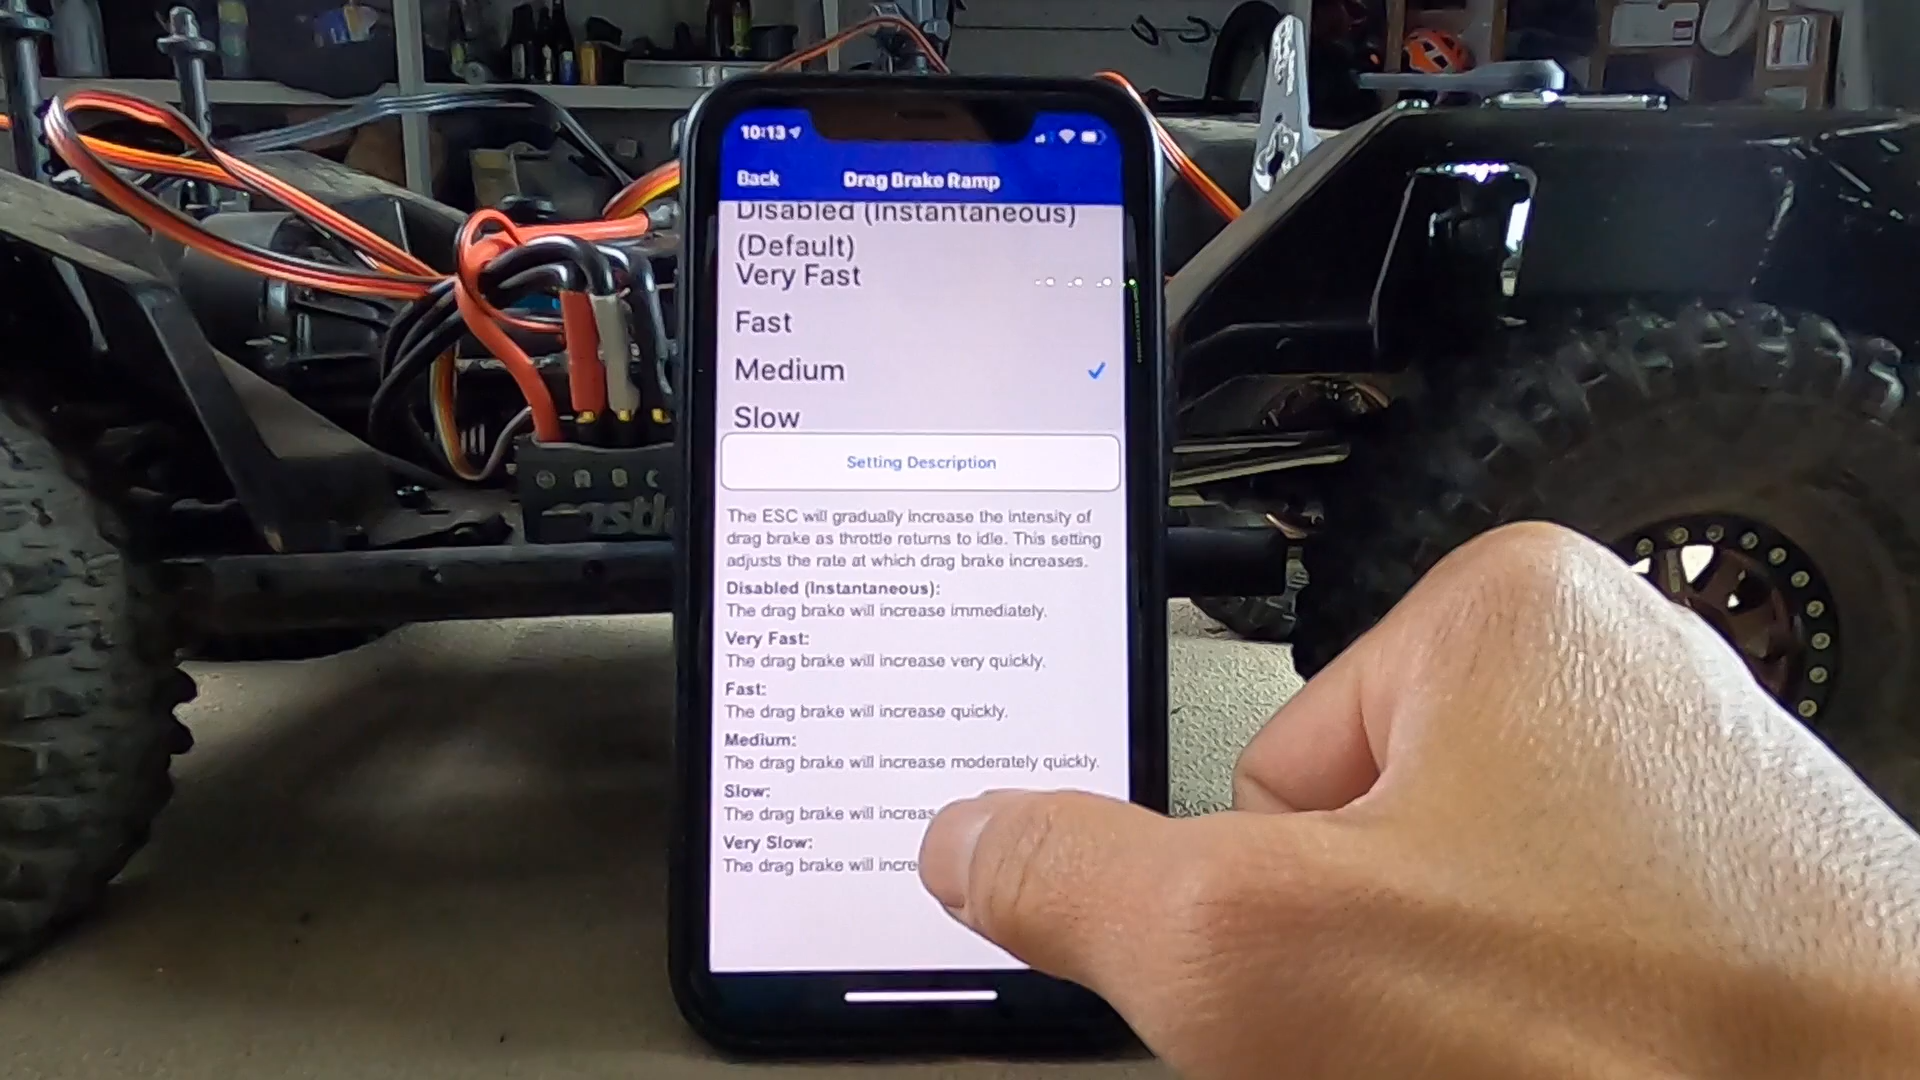 10:13
Back
Drag Brake Ramp
Disabled (Instantaneous)
(Default)
Very Fast
Fast
Medium
Slow
Setting Description
The ESC will gradually increase the intensity of
drag brake as throttle returns to idle. This setting
adjusts the rate at which drag brake increases.
Disabled (Instantaneous):
The drag brake will increase immediately.
Very Fast:
The drag brake will increase very quickly.
Fast:
The drag brake will increase quickly.
Medium:
The drag brake will increase moderately quickly.
Slow:
The drag brake will
Very Slow:
The drag brake will